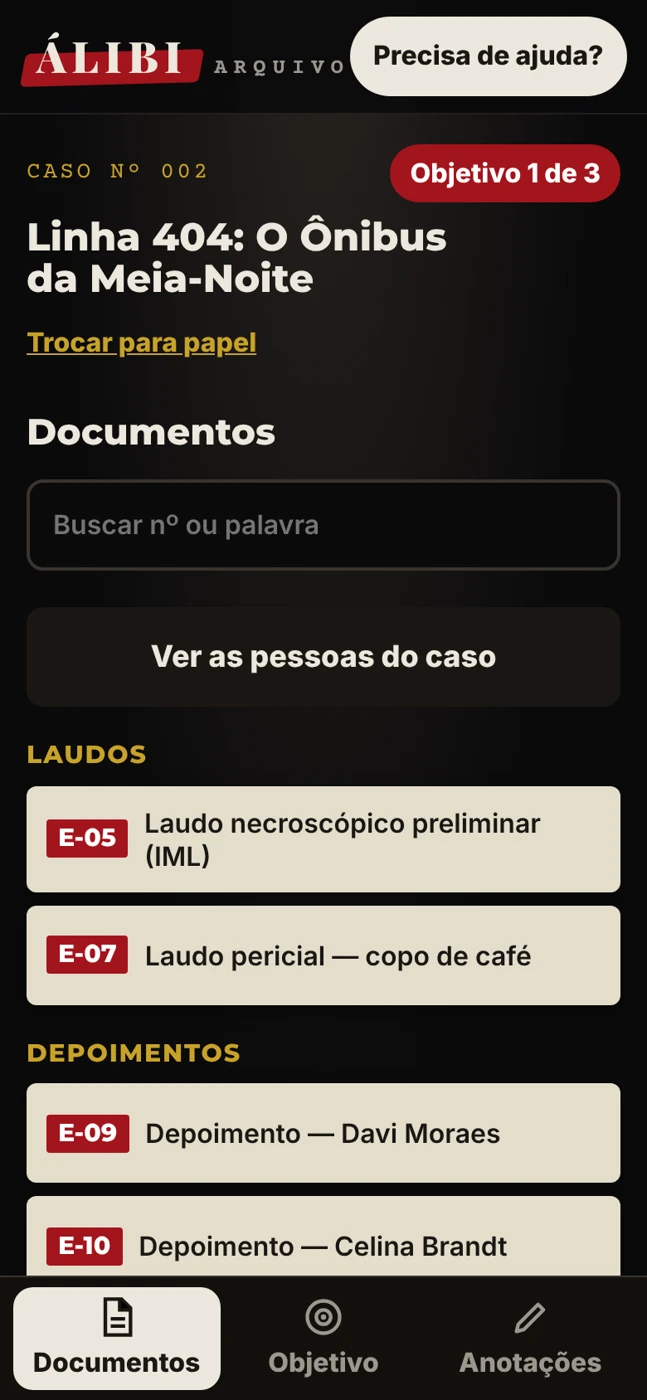 ÁLIBI ARQUIVO Precisa de ajuda?
CASO Nº 002
Objetivo 1 de 3
Linha 404: O Ônibus
da Meia-Noite
Trocar para papel
Documentos
Buscar nº ou palavra
Ver as pessoas do caso
LAUDOS
E-05 Laudo necroscópico preliminar
(IML)
E-07 Laudo pericial — copo de café
DEPOIMENTOS
E-09 Depoimento — Davi Moraes
E-10 Depoimento — Celina Brandt
Documentos Objetivo Anotações